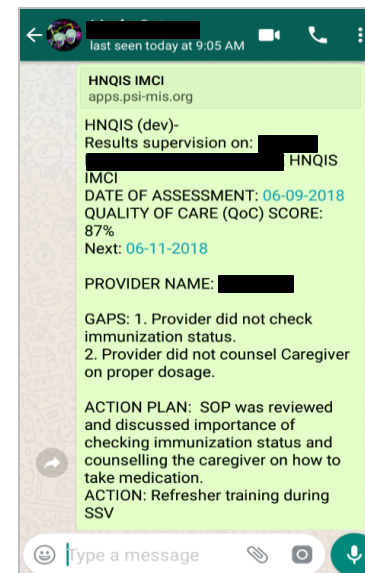 last seen today at 9:05 AM
HNQIS IMCI
apps.psi-mis.org
HNQIS (dev)-
Results supervision on:
HNQIS
IMCI
DATE OF ASSESSMENT: 06-09-2018
QUALITY OF CARE (QoC) SCORE:
87%
Next: 06-11-2018
PROVIDER NAME:
GAPS: 1. Provider did not check
immunization status.
2. Provider did not counsel Caregiver
on proper dosage.
ACTION PLAN:  SOP was reviewed
and discussed importance of
checking immunization status and
counselling the caregiver on how to
take medication.
ACTION: Refresher training during
SSV
Type a message